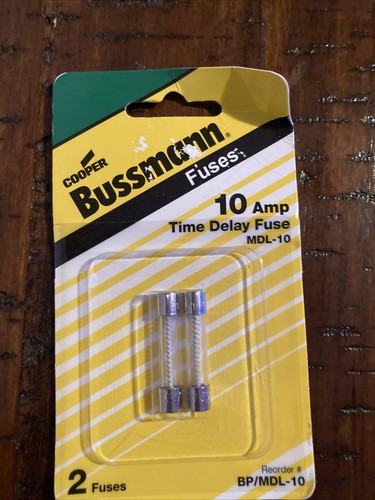 COOPER
Bussmann®
Fuses
10 Amp
Time Delay Fuse
MDL-10
2 Fuses
Reorder #
BP/MDL-10